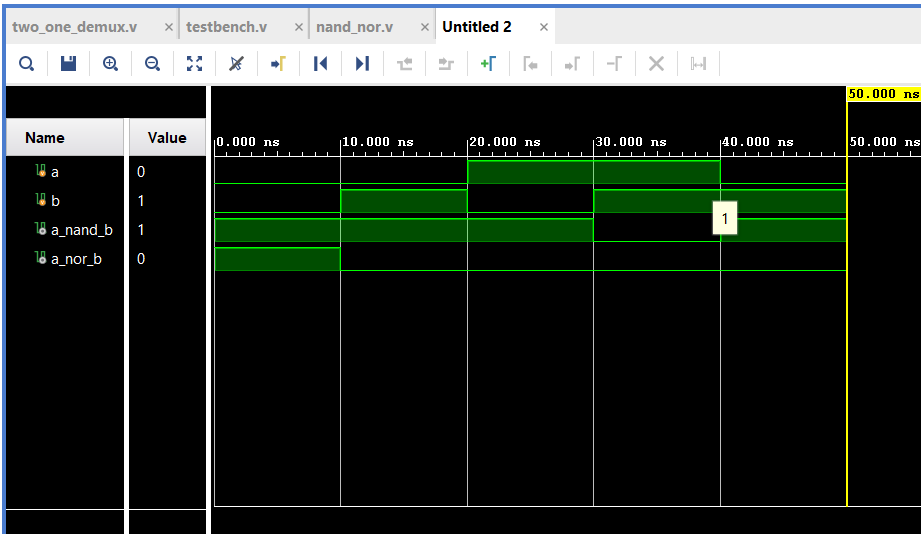 two_one_demux.v × testbench.v × nand_nor.v × Untitled 2 ×
50.000 ns
Name Value
0.000 ns 10.000 ns 20.000 ns 30.000 ns 40.000 ns 50.000 ns
a 0
b 1
1
a_nand_b 1
a_nor_b 0